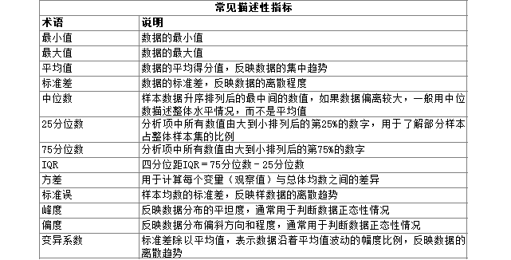 常见描述性指标
术语 说明
最小值 数据的最小值
最大值 数据的最大值
平均值 数据的平均得分值，反映数据的集中趋势
标准差 数据的标准差，反映数据的离散程度
中位数 样本数据升序排列后的最中间的数值，如果数据偏离较大，一般用中位
数描述整体水平情况，而不是平均值
25分位数 分析项中所有数值由大到小排列后的第25%的数字，用于了解部分样本
占整体样本集的比例
75分位数 分析项中所有数值由大到小排列后的第75%的数字
IQR 四分位距IQR＝75分位数－25分位数
方差 用于计算每个变量（观察值）与总体均数之间的差异
标准误 样本均数的标准差，反映样数据的离散趋势
峰度 反映数据分布的平坦度，通常用于判断数据正态性情况
偏度 反映数据分布偏斜方向和程度，通常用于判断数据正态性情况
变异系数 标准差除以平均值，表示数据沿着平均值波动的幅度比例，反映数据的
离散趋势